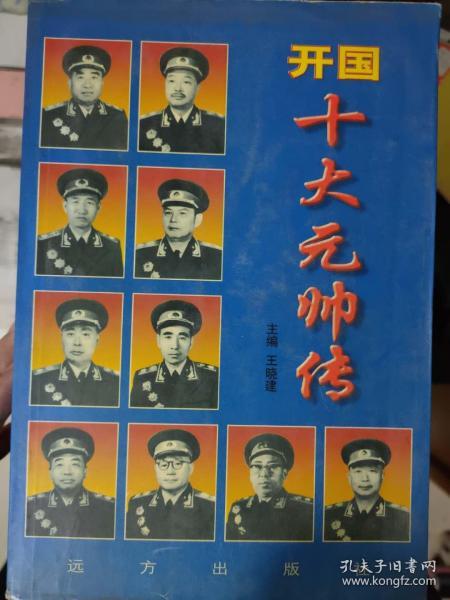 开国
十大元帅传
主编 王晓建
远方出版社
孔夫子旧书网
www.kongfz.com